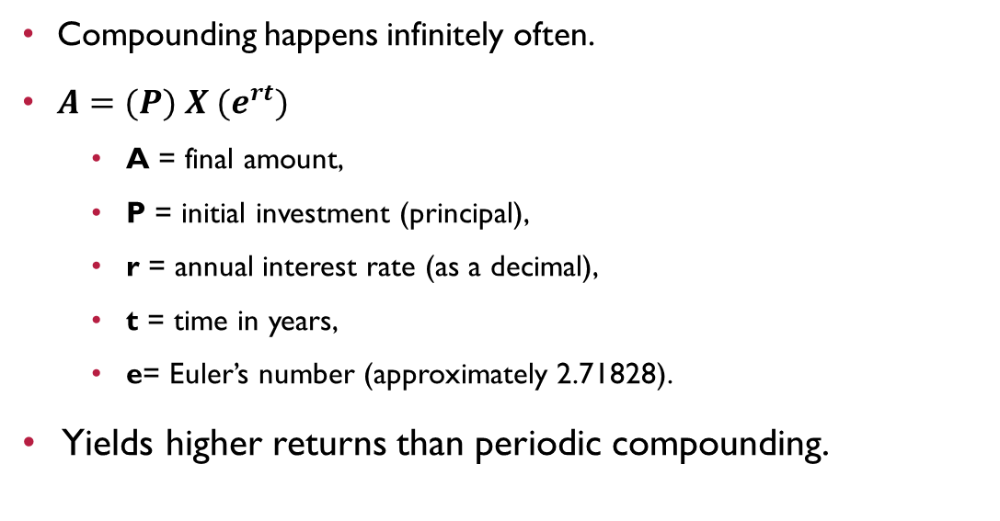 • Compounding happens infinitely often.
• A = (P) X (e^{rt})
• A = final amount,
• P = initial investment (principal),
• r = annual interest rate (as a decimal),
• t = time in years,
• e= Euler’s number (approximately 2.71828).
• Yields higher returns than periodic compounding.